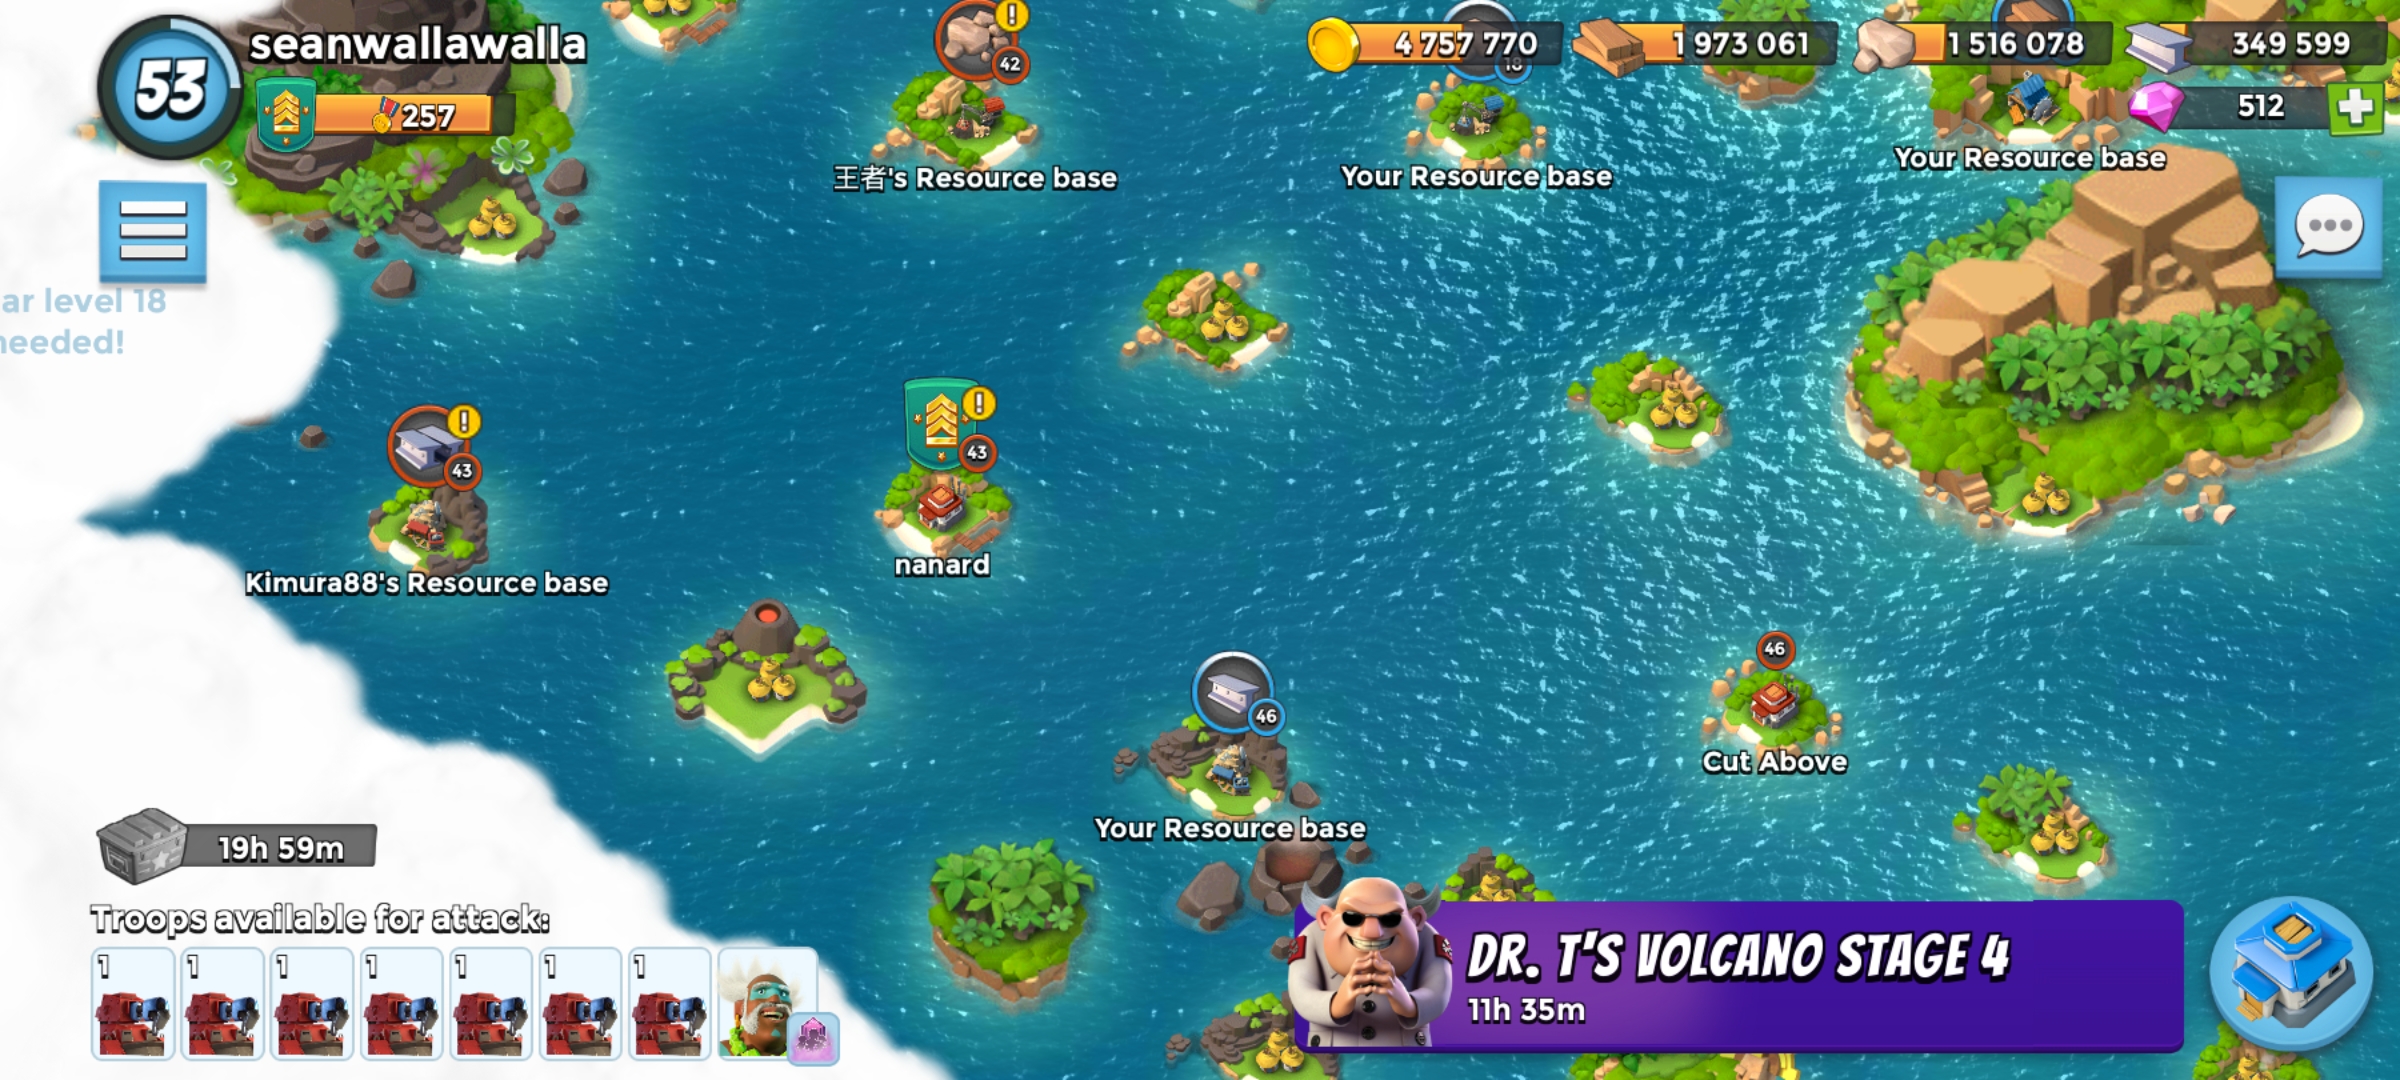 53
seanwallawalla
257
4 757 770
1 973 061
1 516 078
349 599
512
!
42
18
王者's Resource base
Your Resource base
Your Resource base
ar level 18
needed!
!
43
Kimura88's Resource base
!
43
nanard
46
Your Resource base
46
Cut Above
19h 59m
Troops available for attack:
1 1 1 1 1 1 1
DR. T'S VOLCANO STAGE 4
11h 35m